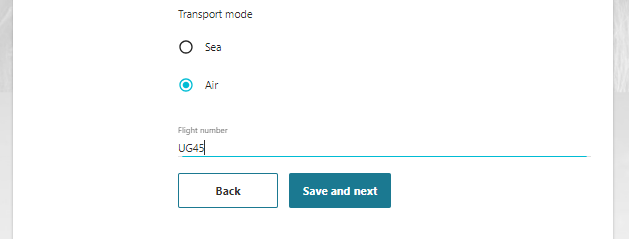 Transport mode
Sea
Air
Flight number
UG45
Back
Save and next